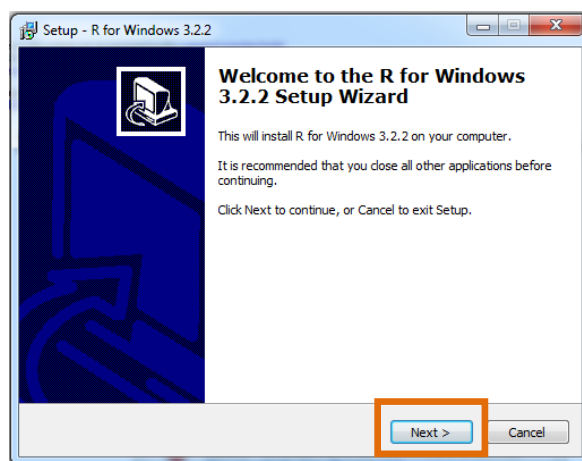 Setup - R for Windows 3.2.2
Welcome to the R for Windows
3.2.2 Setup Wizard
This will install R for Windows 3.2.2 on your computer.
It is recommended that you close all other applications before
continuing.
Click Next to continue, or Cancel to exit Setup.
Next >
Cancel